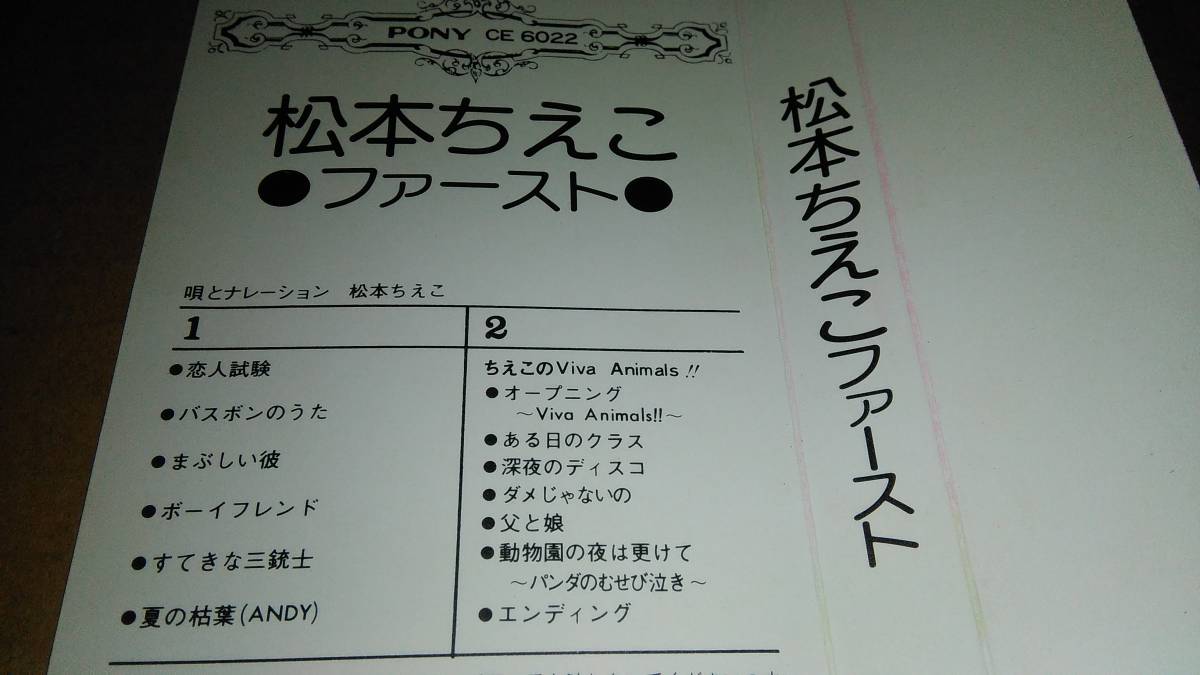 PONY CE 6022
松本ちえこ
●ファースト●
唄とナレーション 松本ちえこ
1
●恋人試験
●バスボンのうた
●まぶしい彼
●ボーイフレンド
●すてきな三銃士
●夏の枯葉(ANDY)
2
ちえこのViva Animals!!
●オープニング
～Viva Animals!!～
●ある日のクラス
●深夜のディスコ
●ダメじゃないの
●父と娘
●動物園の夜は更けて
～パンダのむせび泣き～
●エンディング
松本ちえこファースト